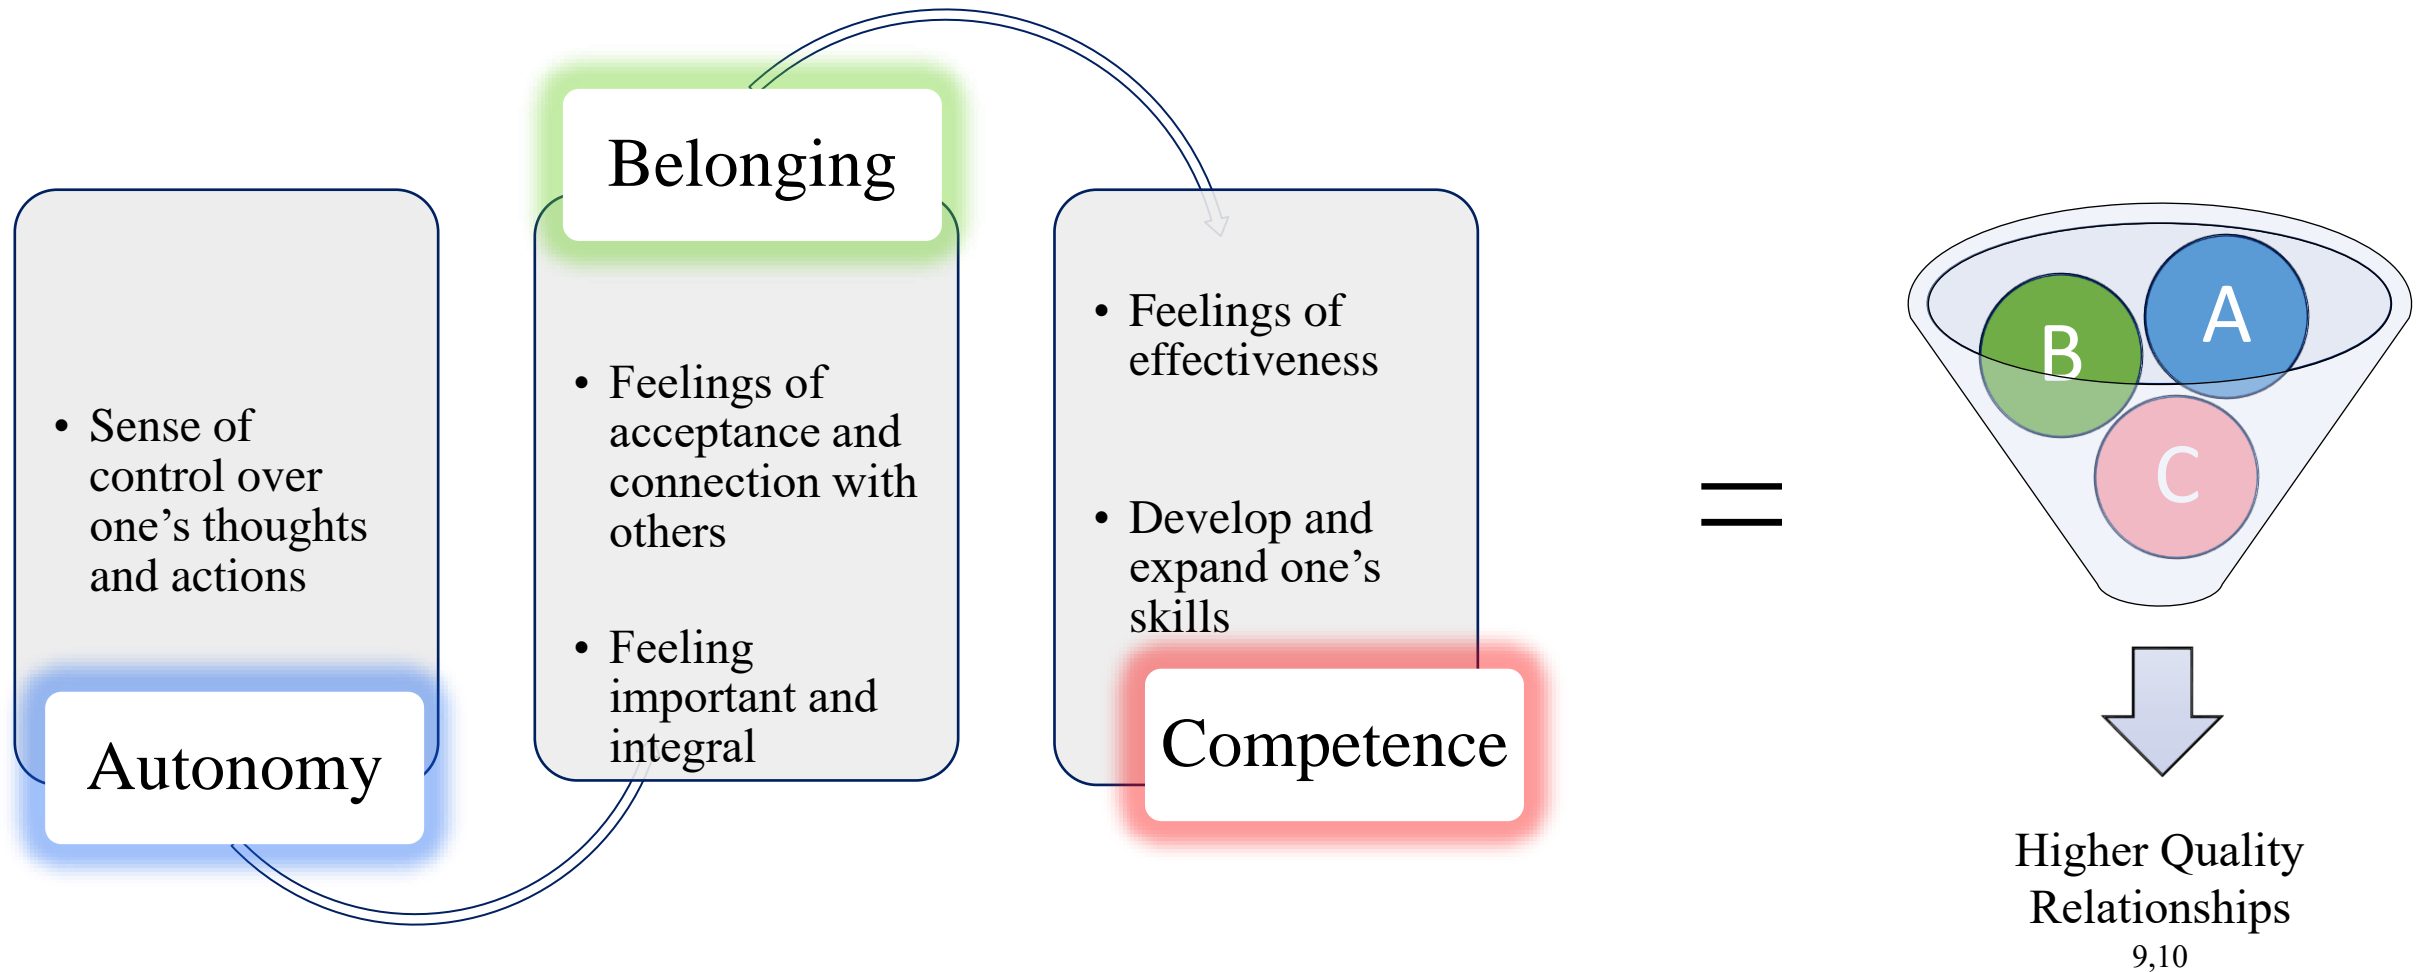 • Sense of
control over
one’s thoughts
and actions
Autonomy
Belonging
• Feelings of
acceptance and
connection with
others
• Feeling
important and
integral
• Feelings of
effectiveness
• Develop and
expand one’s
skills
Competence
=
A
B
C
Higher Quality
Relationships
9,10